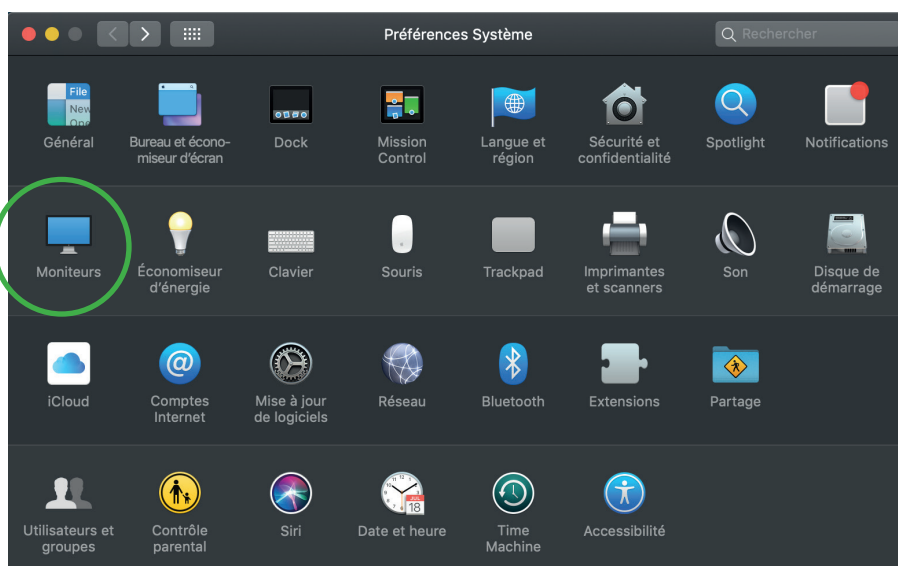 Préférences Système
Rechercher
File
New
One
Général
Bureau et écono-
miseur d'écran
Dock
Mission
Control
Langue et
région
Sécurité et
confidentialité
Spotlight
Notifications
Moniteurs
Économiseur
d'énergie
Clavier
Souris
Trackpad
Imprimantes
et scanners
Son
Disque de
démarrage
iCloud
@
Comptes
Internet
Mise à jour
de logiciels
Réseau
Bluetooth
Extensions
Partage
Utilisateurs et
groupes
Contrôle
parental
Siri
JUL
18
Date et heure
Time
Machine
Accessibilité